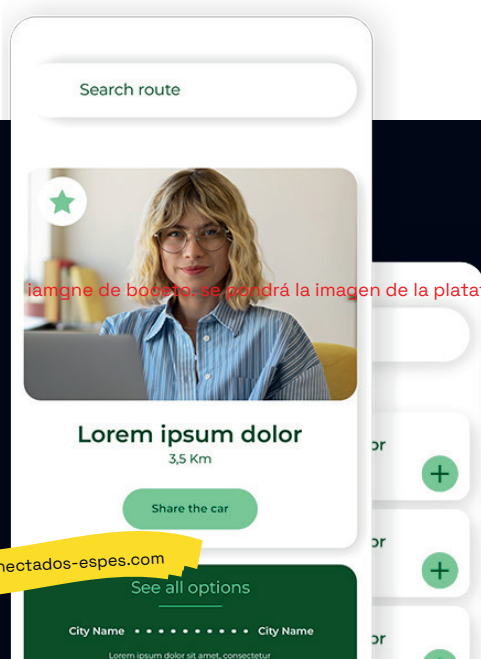 Search route
iamgne de boceto. se pondrá la imagen de la plata
Lorem ipsum dolor
3,5 Km
Share the car
nectados-espes.com
See all options
City Name City Name
Lorem ipsum dolor sit amet, consectetur
or
or
or